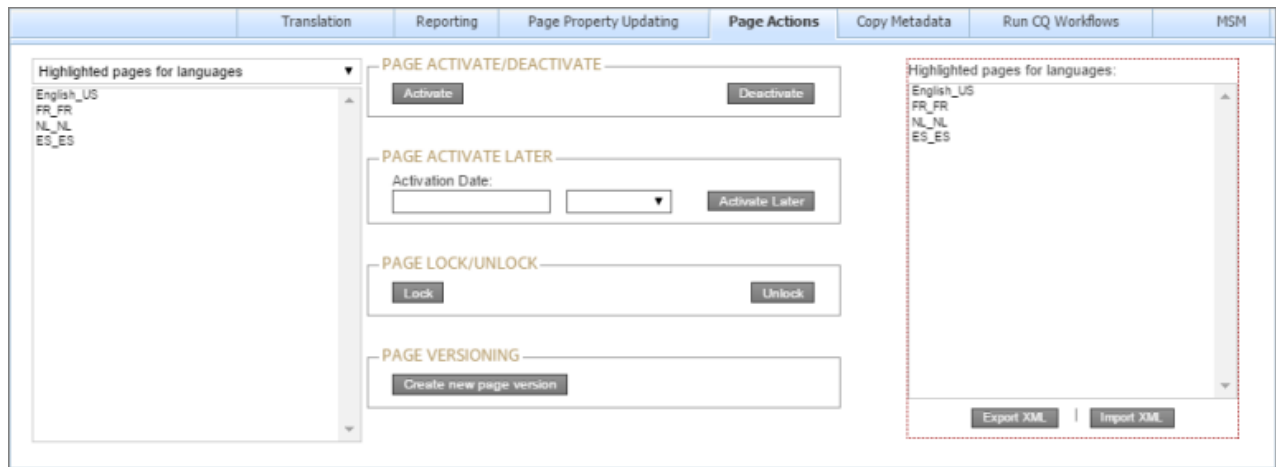 Translation
Reporting
Page Property Updating
Page Actions
Copy Metadata
Run CQ Workflows
MSM
Highlighted pages for languages
English_US
FR_FR
NL_NL
ES_ES
PAGE ACTIVATE/DEACTIVATE
Activate
Deactivate
PAGE ACTIVATE LATER
Activation Date:
Activate Later
PAGE LOCK/UNLOCK
Lock
Unlock
PAGE VERSIONING
Create new page version
Highlighted pages for languages:
English_US
FR_FR
NL_NL
ES_ES
Export XML | Import XML